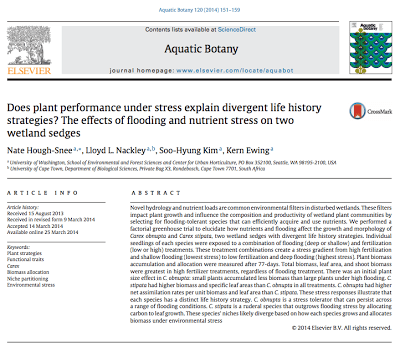 Aquatic Botany 120 (2014) 151–159
Contents lists available at ScienceDirect
Aquatic Botany
journal homepage: www.elsevier.com/locate/aquabot
ELSEVIER
Does plant performance under stress explain divergent life history
strategies? The effects of flooding and nutrient stress on two
wetland sedges
CrossMark
Nate Hough-Snee a,*, Lloyd L. Nackley a,b, Soo-Hyung Kim a, Kern Ewing a
a University of Washington, School of Environmental and Forest Sciences and Center for Urban Horticulture, PO Box 352100, Seattle, WA 98195-2100, USA
b University of Cape Town, Department of Biological Sciences, Private Bag X3, Rondebosch, Cape Town 7701, South Africa
ARTICLE INFO
Article history:
Received 15 August 2013
Received in revised form 9 March 2014
Accepted 14 March 2014
Available online 25 March 2014
Keywords:
Plant strategies
Functional traits
Carex
Biomass allocation
Niche partitioning
Environmental stress
ABSTRACT
Novel hydrology and nutrient loads are common environmental filters in disturbed wetlands. These filters
impact plant growth and influence the composition and productivity of wetland plant communities by
selecting for flooding-tolerant species that can efficiently acquire and use nutrients. We performed a
factorial greenhouse trial to elucidate how nutrients and flooding affect the growth and morphology of
Carex obnupta and Carex stipata, two wetland sedges with divergent life history strategies. Individual
seedlings of each species were exposed to a combination of flooding (deep or shallow) and fertilization
(low or high) treatments. These treatment combinations create a stress gradient from high fertilization
and shallow flooding (lowest stress) to low fertilization and deep flooding (highest stress). Plant biomass
accumulation and allocation were measured after 77-days. Total biomass, leaf area, and shoot biomass
were greatest in high fertilizer treatments, regardless of flooding treatment. There was an initial plant
size effect in C. obnupta: small plants accumulated less biomass than large plants under high flooding. C.
stipata had higher biomass and specific leaf areas than C. obnupta in all treatments. C. obnupta had higher
net assimilation rates per unit biomass and leaf area than C. stipata. These stress responses illustrate that
each species has a distinct life history strategy. C. obnupta is a stress tolerator that can persist across
a range of flooding conditions. C. stipata is a ruderal species that outgrows flooding stress by allocating
carbon to leaf growth. These species' niches likely diverge based on how each species grows and allocates
biomass under environmental stress
© 2014 Elsevier B.V. All rights reserved.